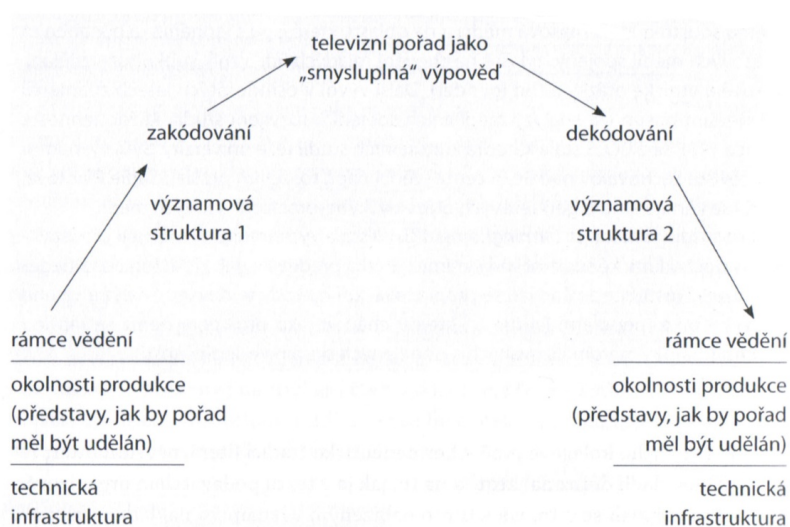 televizní pořad jako
„smysluplná“ výpověď
zakódování
dekódování
významová
struktura 1
významová
struktura 2
rámce vědění
okolnosti produkce
(představy, jak by pořad
měl být udělán)
technická
infrastruktura
rámce vědění
okolnosti produkce
(představy, jak by pořad
měl být udělán)
technická
infrastruktura